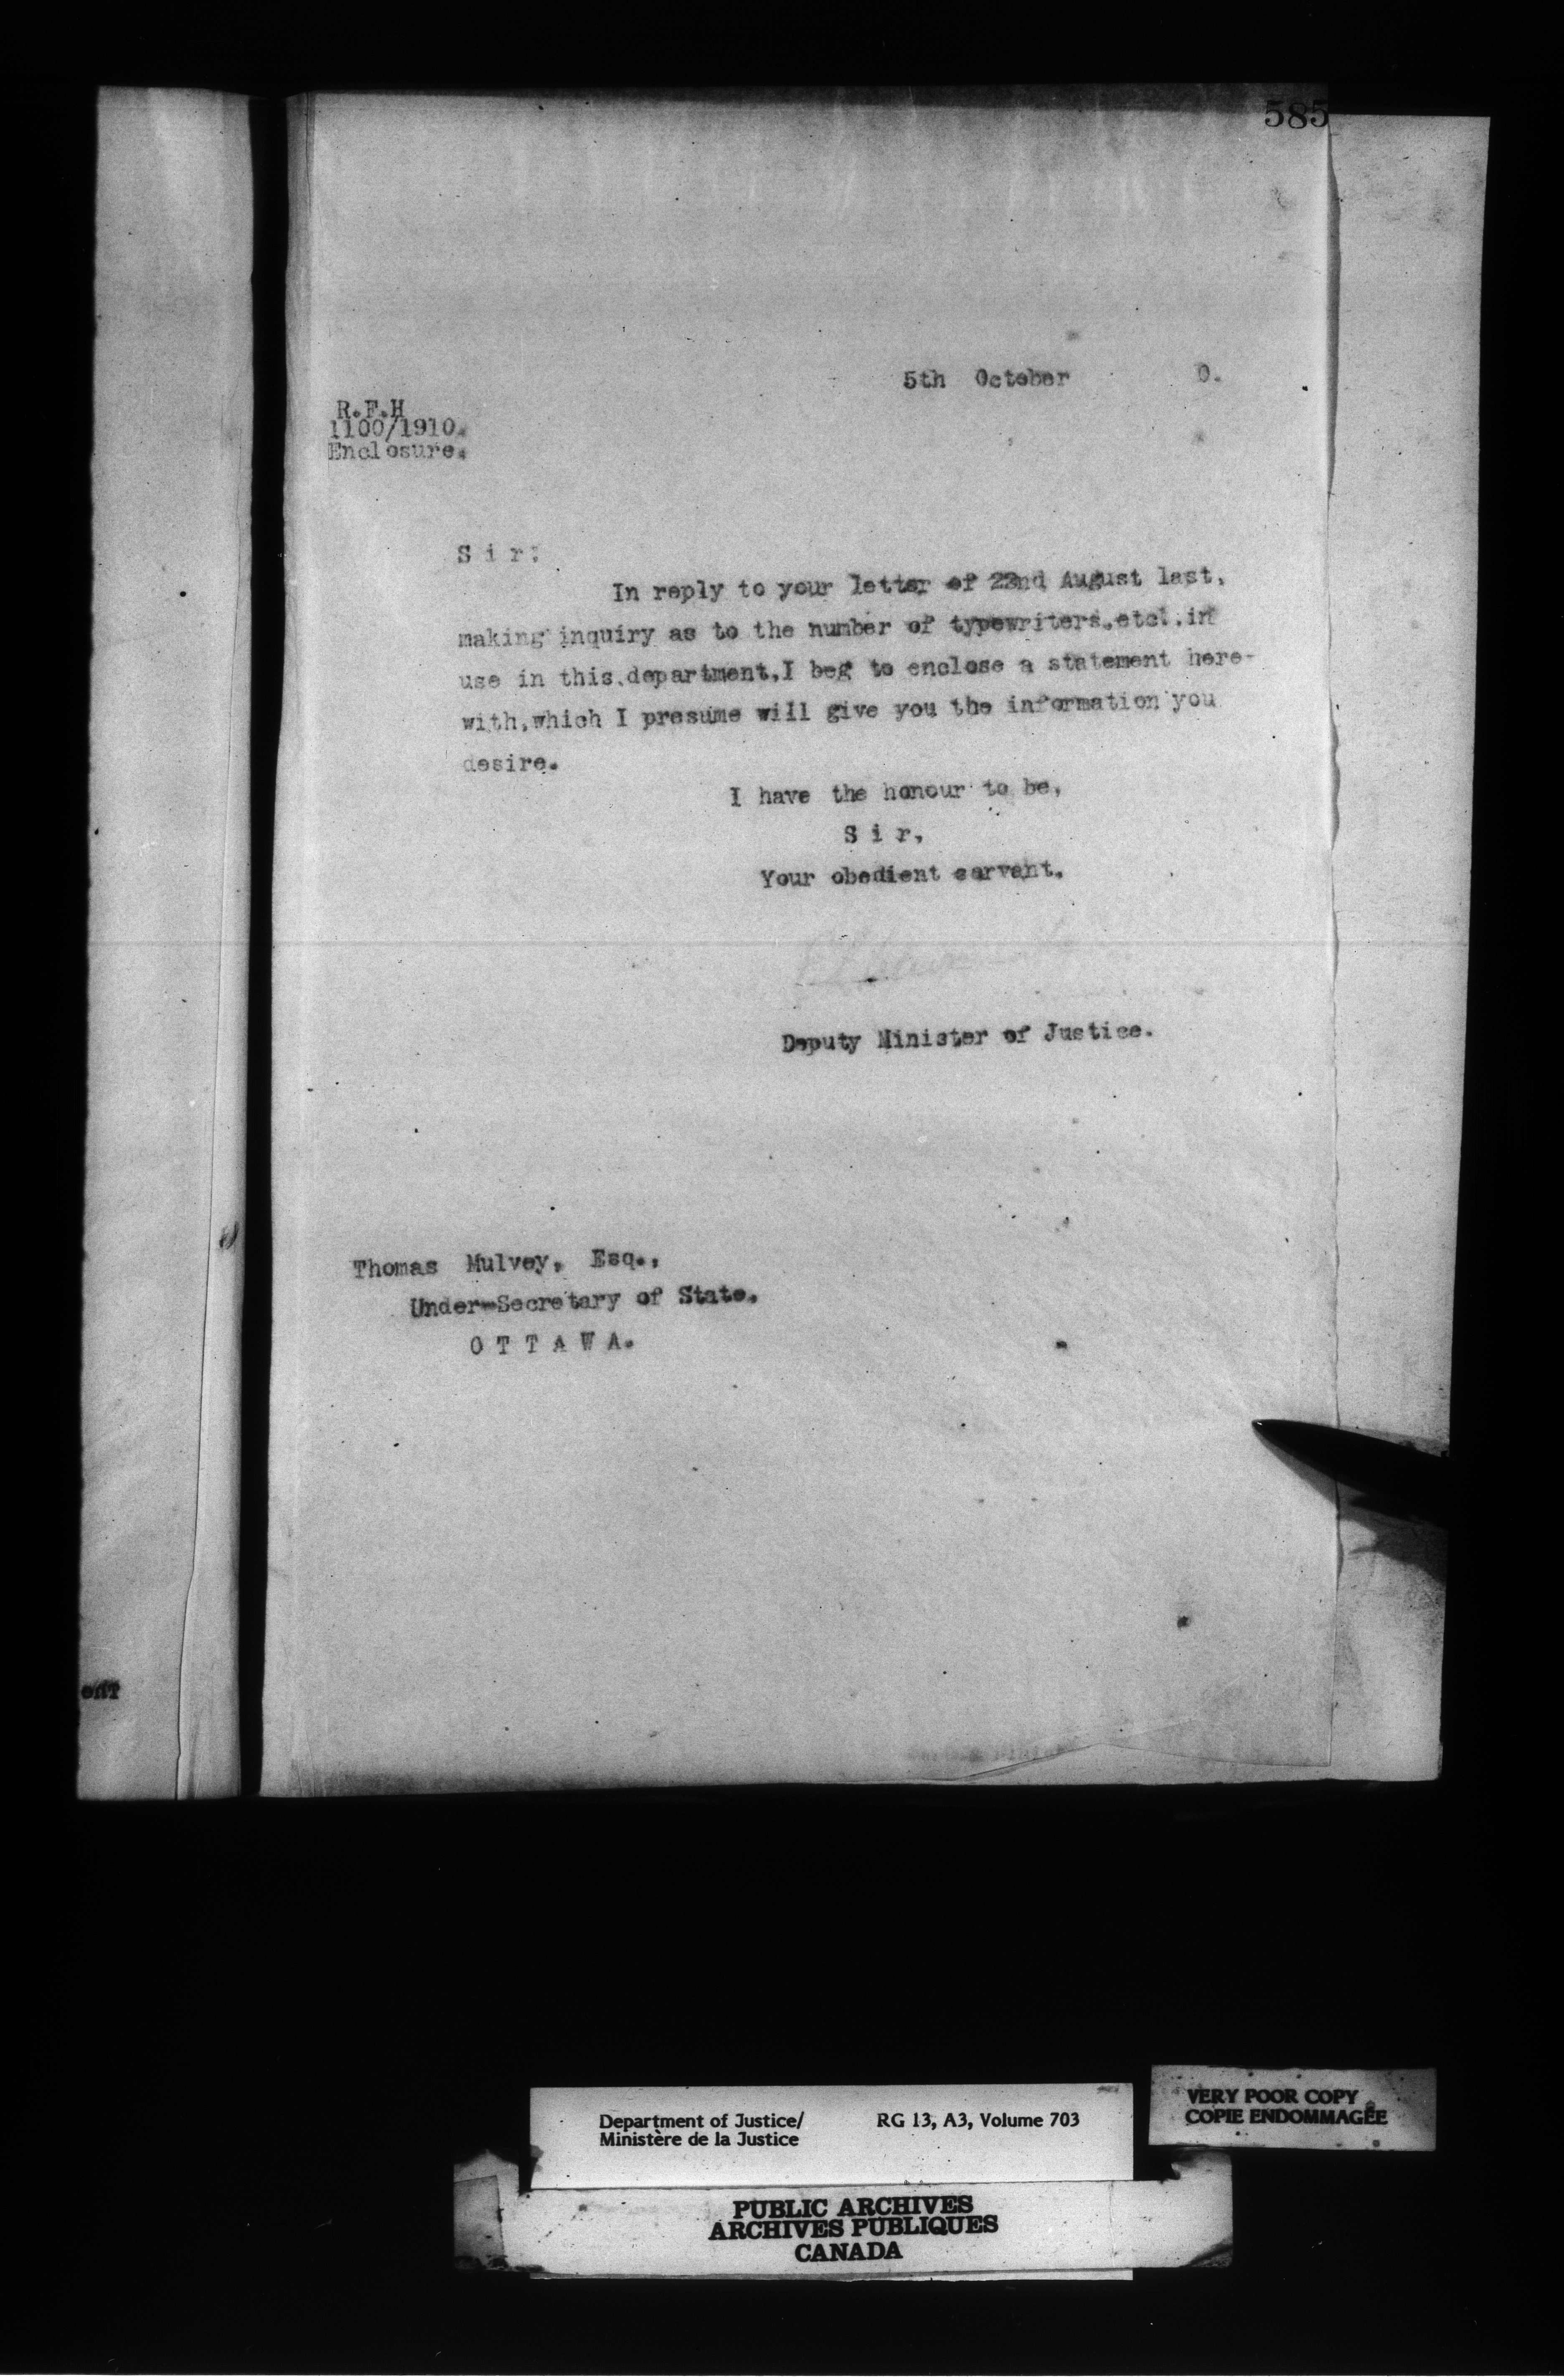 585
5th October 0.
R.F.H
1100/1910.
Enclosure.
S i r:
In reply to your letter of 22nd August last,
making inquiry as to the number of typewriters,etc.,in
use in this department,I beg to enclose a statement here-
with,which I presume will give you the information you
desire.
I have the honour to be,
S i r,
Your obedient servant,
Deputy Minister of Justice.
Thomas Mulvey, Esq.,
Under-Secretary of State,
O T T A W A.
ent
Department of Justice/
Ministère de la Justice
RG 13, A3, Volume 703
VERY POOR COPY
COPIE ENDOMMAGÉE
PUBLIC ARCHIVES
ARCHIVES PUBLIQUES
CANADA